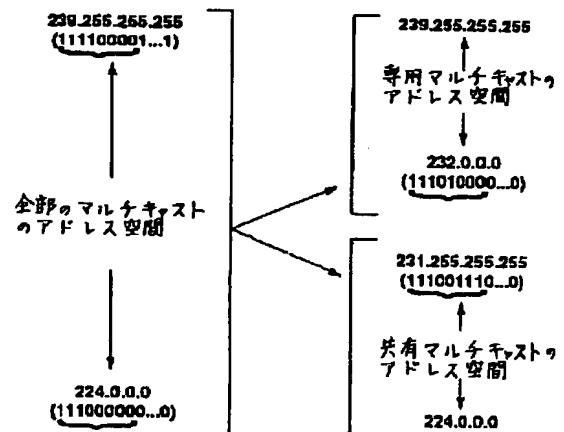 239.255.255.255
(111100001...1)
全部のマルチキャスト
のアドレス空間
224.0.0.0
(111000000...0)
239.255.255.255
専用マルチキャストの
アドレス空間
232.0.0.0
(111010000...0)
231.255.255.255
(111001110...0)
共有マルチキャストの
アドレス空間
224.0.0.0